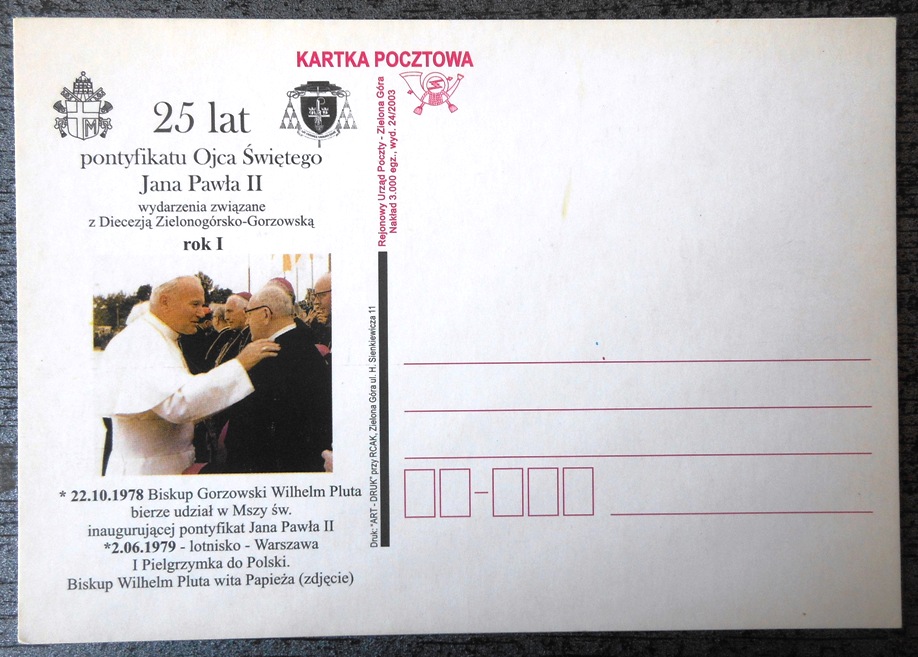 KARTKA POCZTOWA
25 lat
pontyfikatu Ojca Świętego
Jana Pawła II
wydarzenia związane
z Diecezją Zielonogórsko-Gorzowską
rok I
* 22.10.1978 Biskup Gorzowski Wilhelm Pluta
bierze udział w Mszy św.
inaugurującej pontyfikat Jana Pawła II
*2.06.1979 - lotnisko - Warszawa
I Pielgrzymka do Polski.
Biskup Wilhelm Pluta wita Papieża (zdjęcie)
Rejonowy Urząd Poczty - Zielona Góra
Nakład 3.000 egz., wyd. 24/2003
Druk: "ART - DRUK" przy RCAK, Zielona Góra ul. H. Sienkiewicza 11
M